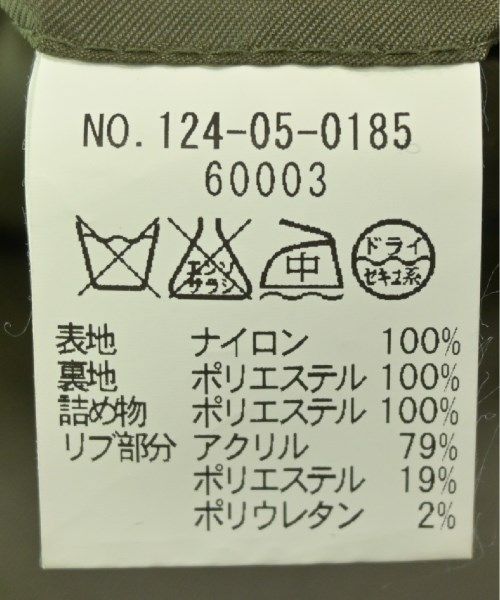 NO. 124-05-0185
60003
エンソ サラシ 中 ドライ セキユ系
表地 ナイロン 100%
裏地 ポリエステル 100%
詰め物 ポリエステル 100%
リブ部分 アクリル 79%
ポリエステル 19%
ポリウレタン 2%